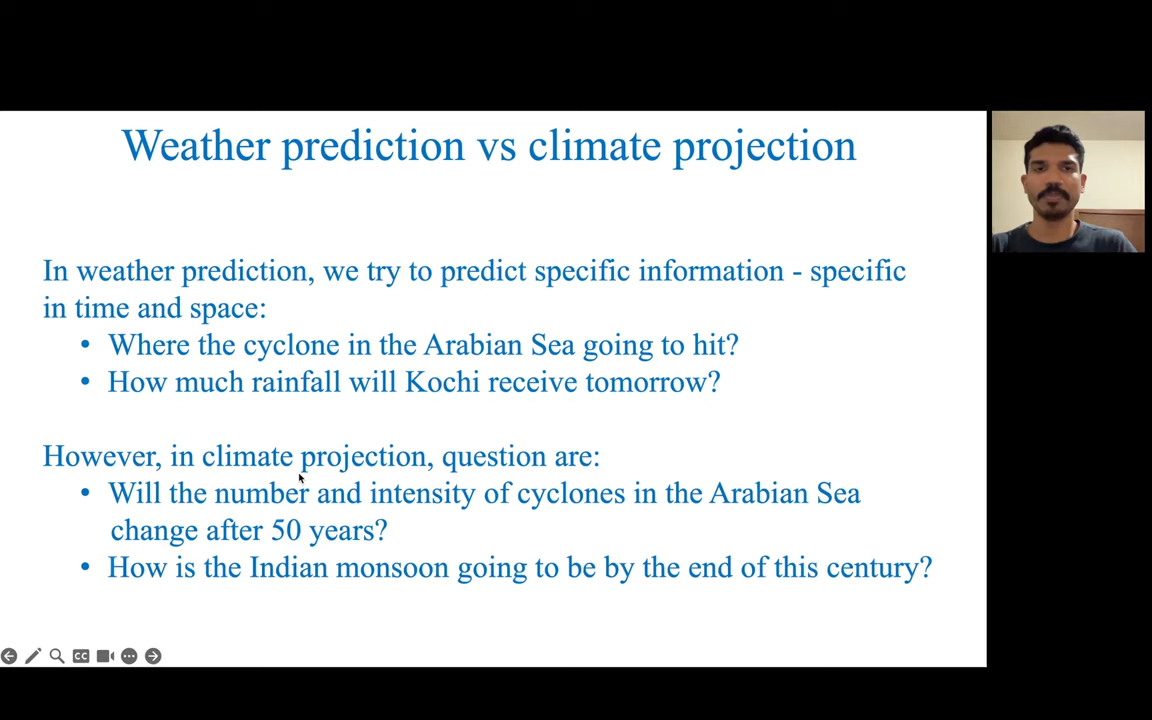 Weather prediction vs climate projection
In weather prediction, we try to predict specific information - specific
in time and space:
• Where the cyclone in the Arabian Sea going to hit?
• How much rainfall will Kochi receive tomorrow?
However, in climate projection, question are:
• Will the number and intensity of cyclones in the Arabian Sea
change after 50 years?
• How is the Indian monsoon going to be by the end of this century?
CC